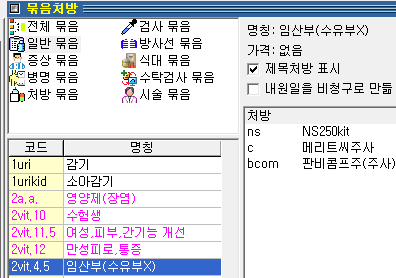 묶음처방
전체 묶음 검사 묶음
일반 묶음 방사선 묶음
증상 묶음 식대 묶음
병명 묶음 수탁검사 묶음
처방 묶음 시술 묶음
명칭: 임산부(수유부X)
가격: 없음
제목처방 표시
내원일을 비청구로 만듦
처방
ns NS250kit
c 메리트씨주사
bcom 판비콤프주(주사)
코드 명칭
1uri 감기
1urikid 소아감기
2a,a, 영양제(장염)
2vit,10 수험생
2vit,11,5 여성,피부,간기능 개선
2vit,12 만성피로,통증
2vit,4,5 임산부(수유부X)